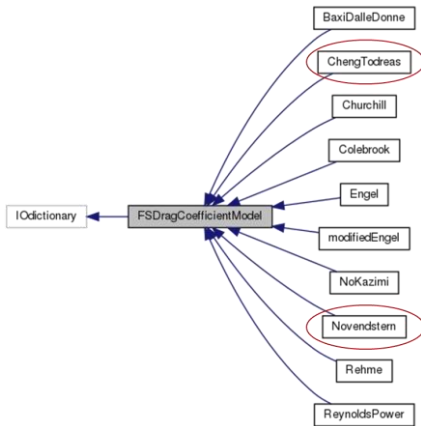 BaxiDalleDonne
ChengTodreas
Churchill
Colebrook
Engel
IOdictionary
FSDragCoefficientModel
modifiedEngel
NoKazimi
Novendstern
Rehme
ReynoldsPower